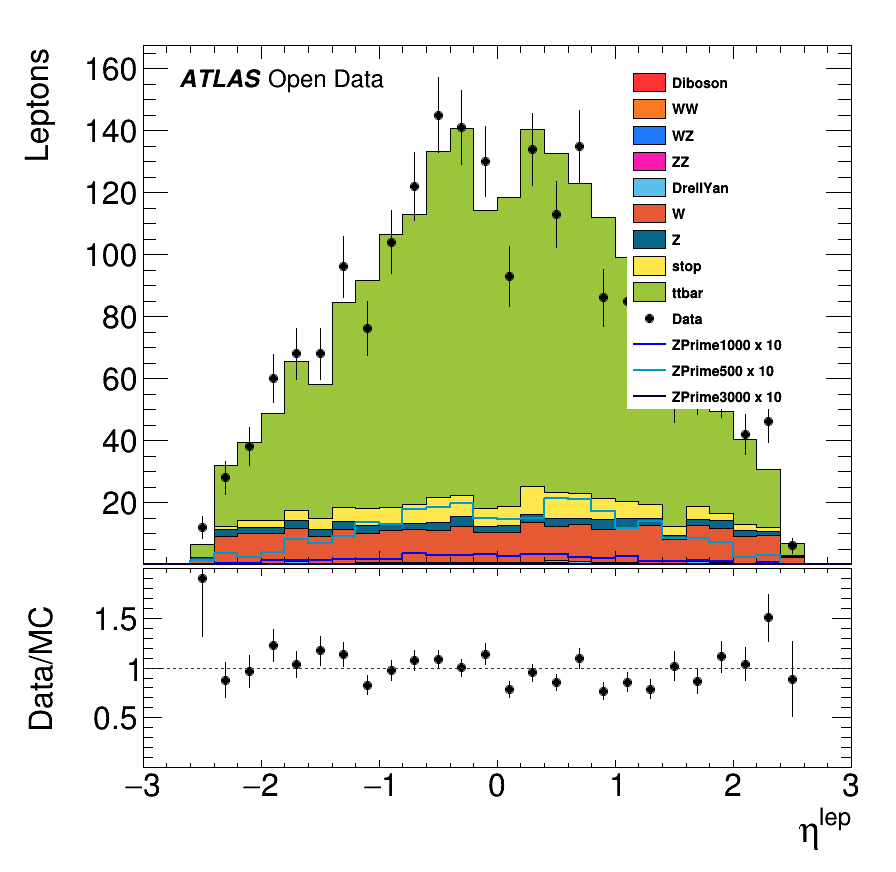 Leptons
160
140
120
100
80
60
40
20
ATLAS Open Data
Diboson
WW
WZ
ZZ
DrellYan
W
Z
stop
ttbar
Data
ZPrime1000 x 10
ZPrime500 x 10
ZPrime3000 x 10
Data/MC
1.5
1
0.5
−3 −2 −1 0 1 2 3
η^lep